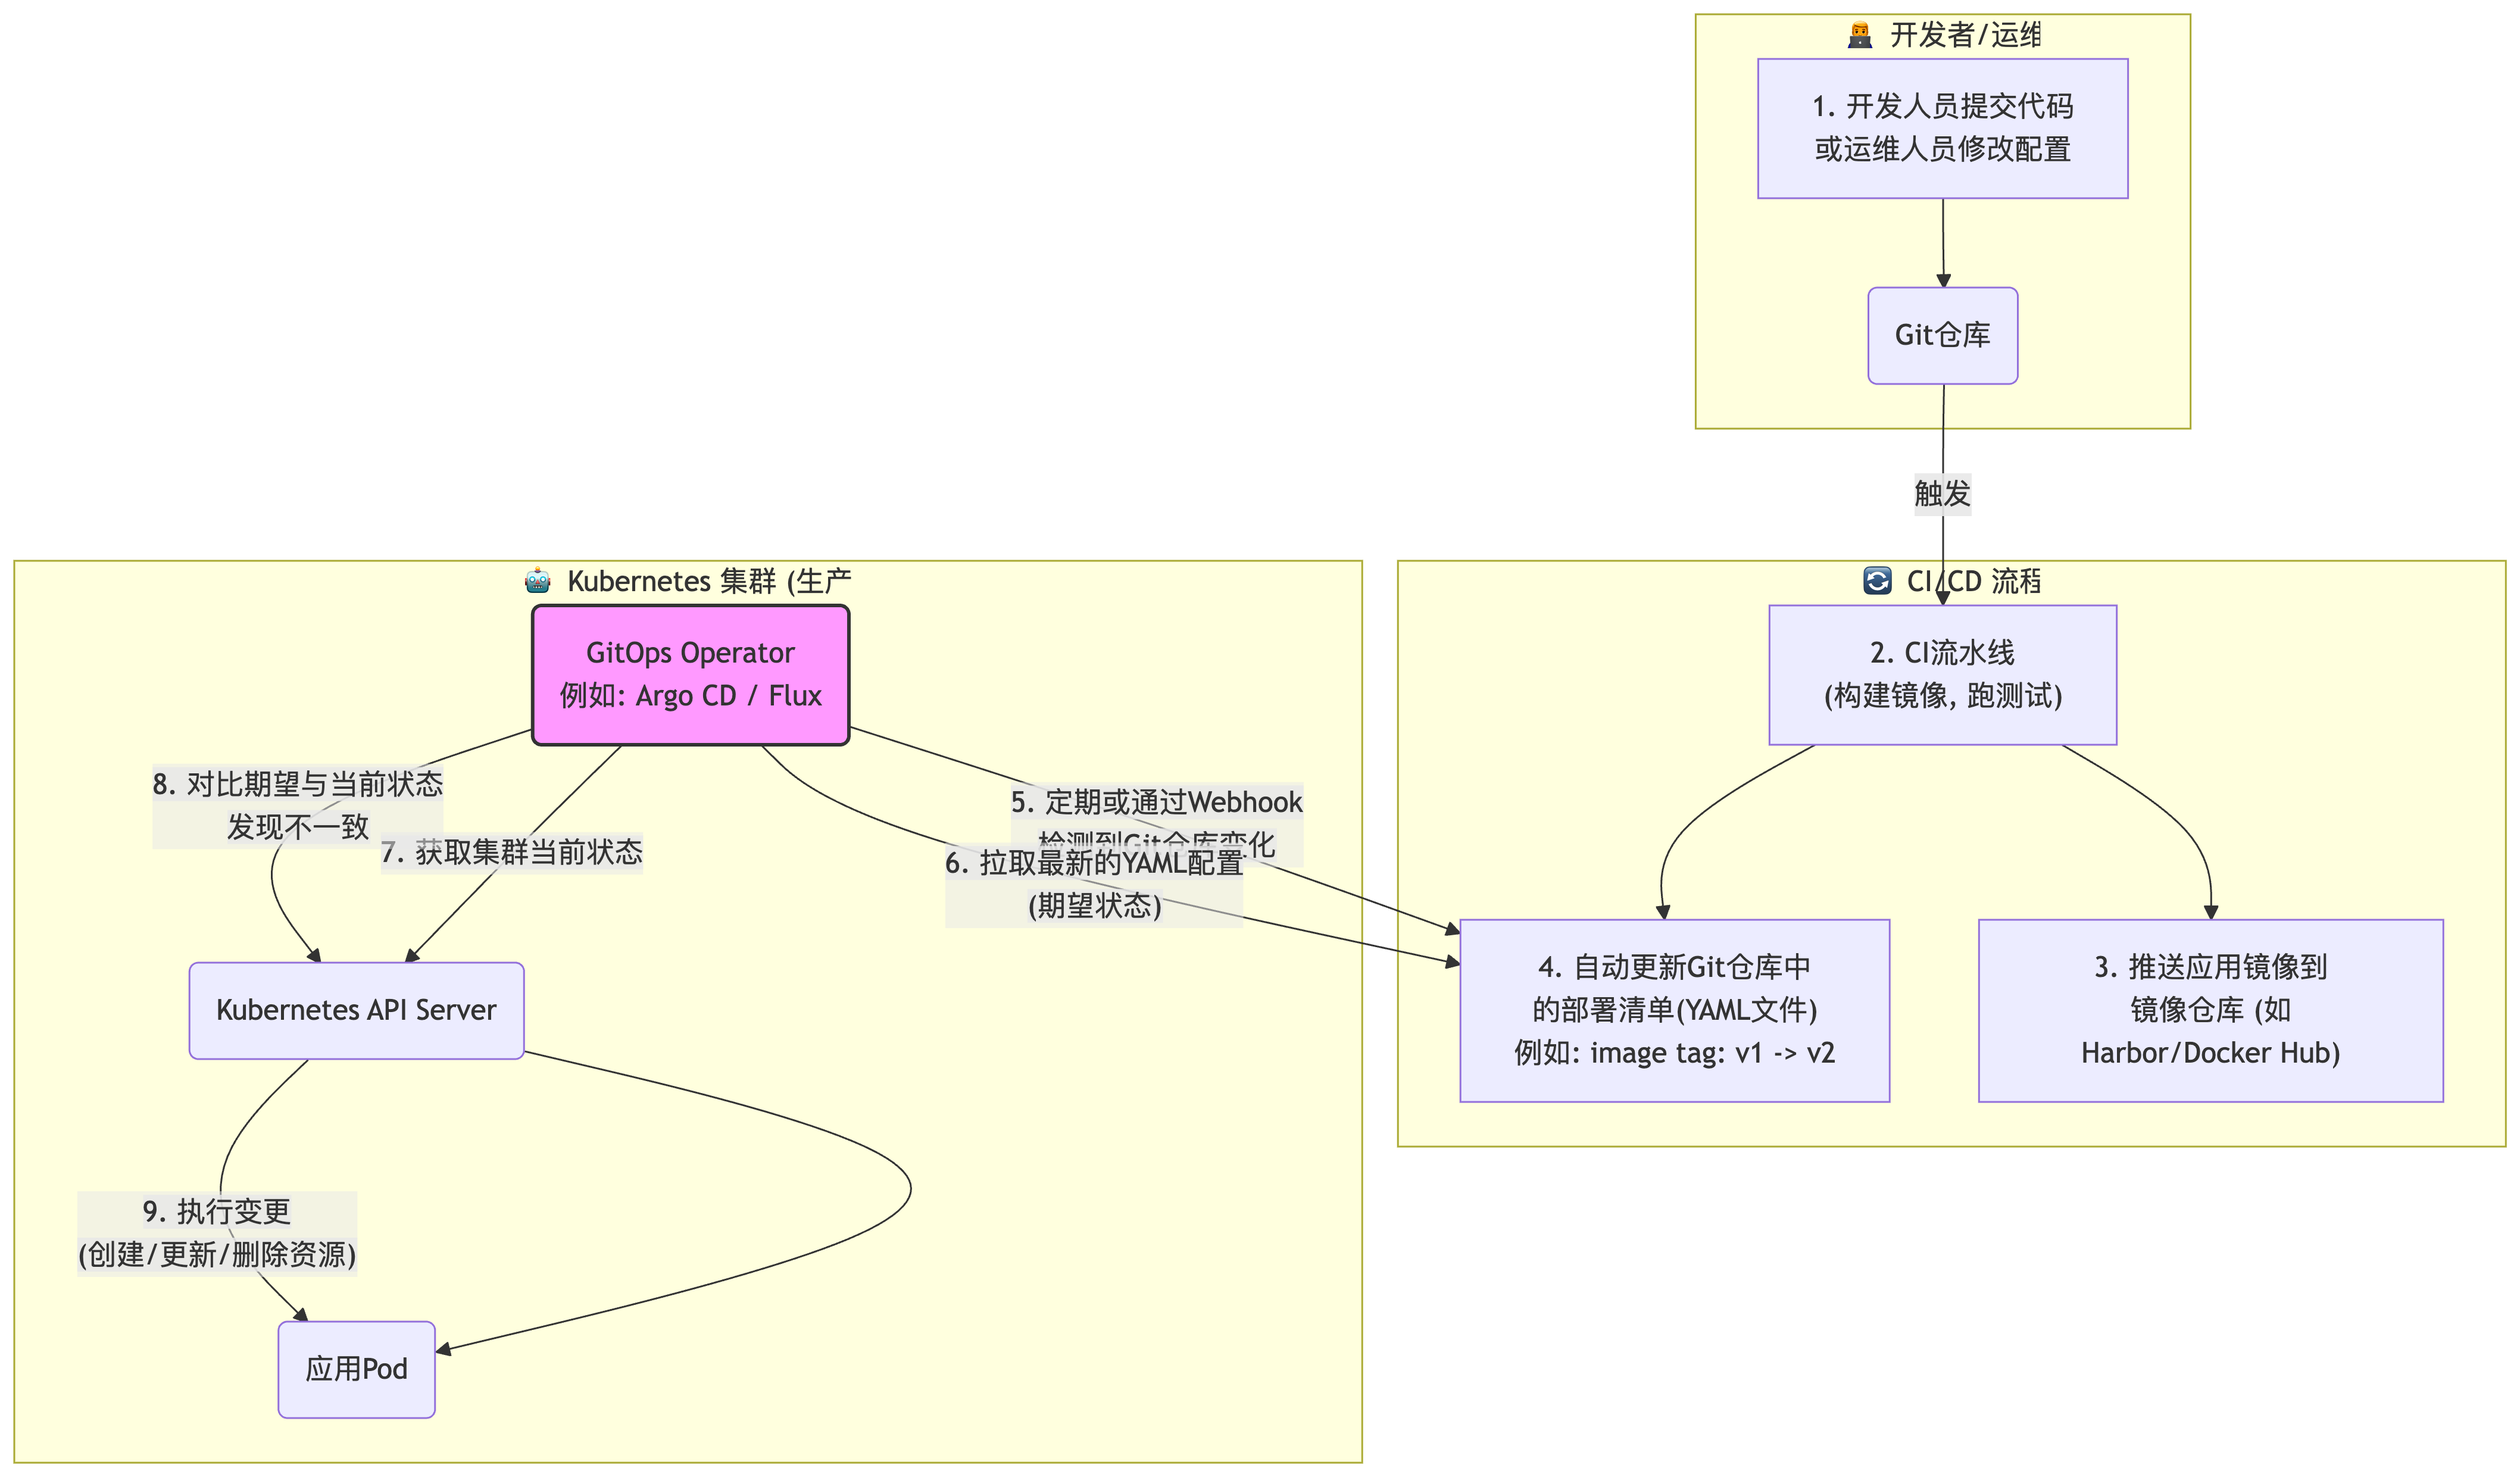 开发者/运维
1. 开发人员提交代码
或运维人员修改配置
Git仓库
触发
CI/CD 流程
2. CI流水线
(构建镜像, 跑测试)
4. 自动更新Git仓库中
的部署清单(YAML文件)
例如: image tag: v1 -> v2
3. 推送应用镜像到
镜像仓库 (如
Harbor/Docker Hub)
Kubernetes 集群 (生产
GitOps Operator
例如: Argo CD / Flux
8. 对比期望与当前状态
发现不一致
7. 获取集群当前状态
5. 定期或通过Webhook
检测到Git仓库变化
6. 拉取最新的YAML配置
(期望状态)
Kubernetes API Server
9. 执行变更
(创建/更新/删除资源)
应用Pod